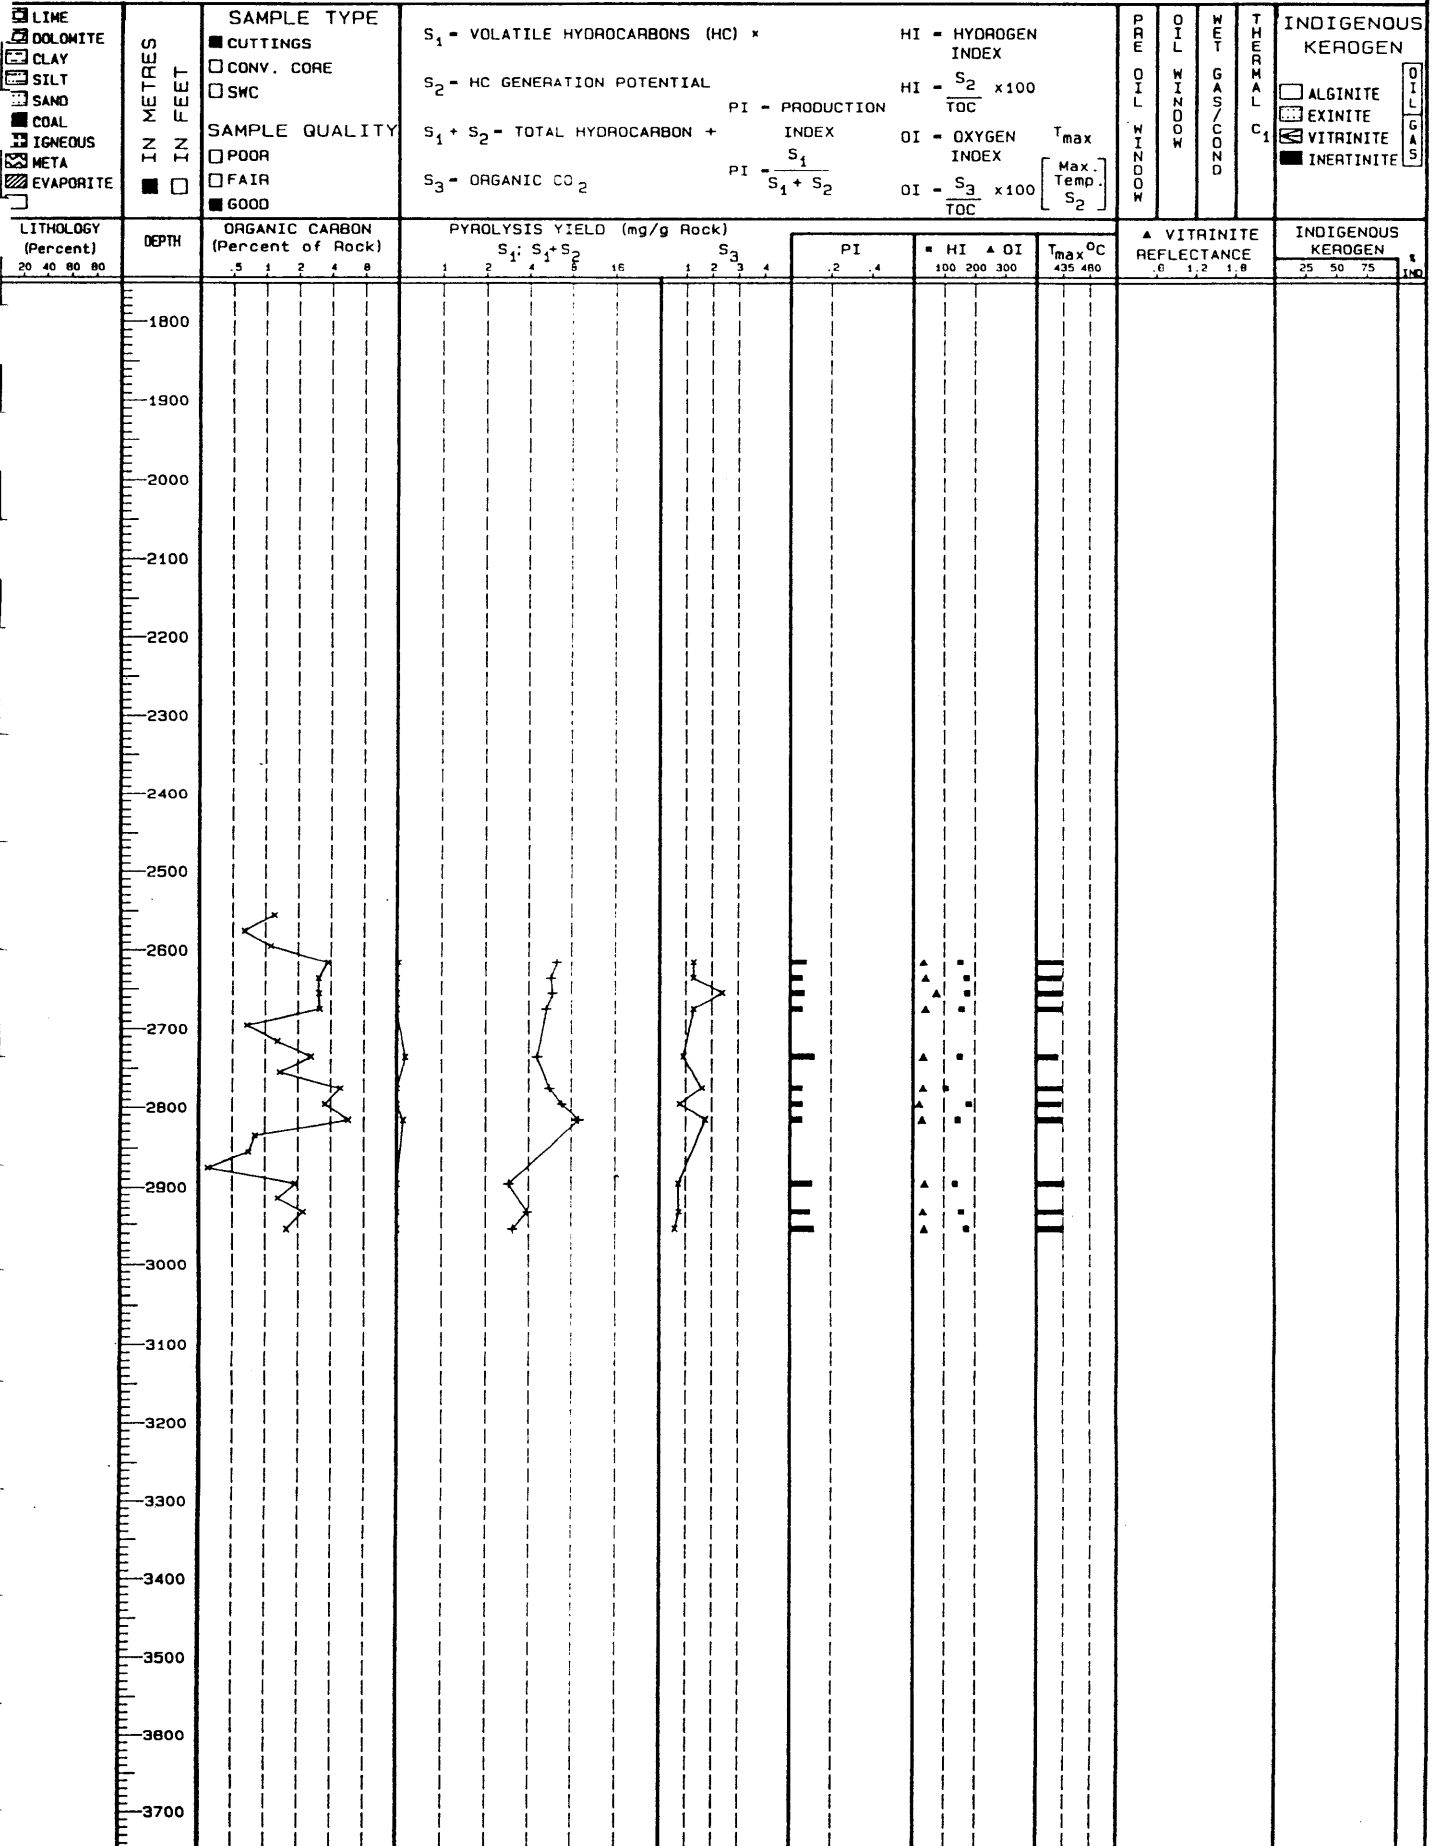 LIME
DOLOMITE
CLAY
SILT
SAND
COAL
IGNEOUS
META
EVAPORITE
IN METRES
IN FEET
SAMPLE TYPE
CUTTINGS
CONV. CORE
SWC
SAMPLE QUALITY
POOR
FAIR
GOOD
S1 = VOLATILE HYDROCARBONS (HC) ×
S2 = HC GENERATION POTENTIAL
S1 + S2 = TOTAL HYDROCARBON +
S3 = ORGANIC CO2
PI = PRODUCTION
INDEX
PI = S1
S1 + S2
HI = HYDROGEN
INDEX
HI = S2 ×100
TOC
OI = OXYGEN
INDEX
OI = S3 ×100
TOC
Tmax
Max.
Temp.
S2
PRE OIL WINDOW
OIL WINDOW
WET GAS/COND
THERMAL C1
INDIGENOUS
KEROGEN
ALGINITE
EXINITE
VITRINITE
INERTINITE
OIL
GAS
LITHOLOGY
(Percent)
20 40 60 80
DEPTH
ORGANIC CARBON
(Percent of Rock)
.5 1 2 4 8
PYROLYSIS YIELD (mg/g Rock)
S1; S1+S2
1 2 4 8 16
S3
1 2 3 4
PI
.2 .4
■ HI ▲ OI
100 200 300
Tmax°C
435 460
▲ VITRINITE
REFLECTANCE
.6 1.2 1.8
INDIGENOUS
KEROGEN
25 50 75
% IND
1800
1900
2000
2100
2200
2300
2400
2500
2600
2700
2800
2900
3000
3100
3200
3300
3400
3500
3600
3700